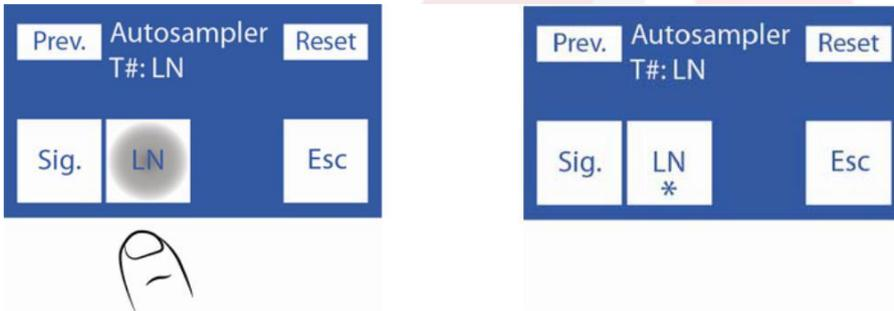 Prev. Autosampler Reset
T#: LN
Sig. LN Esc
Prev. Autosampler Reset
T#: LN
Sig. LN Esc
*